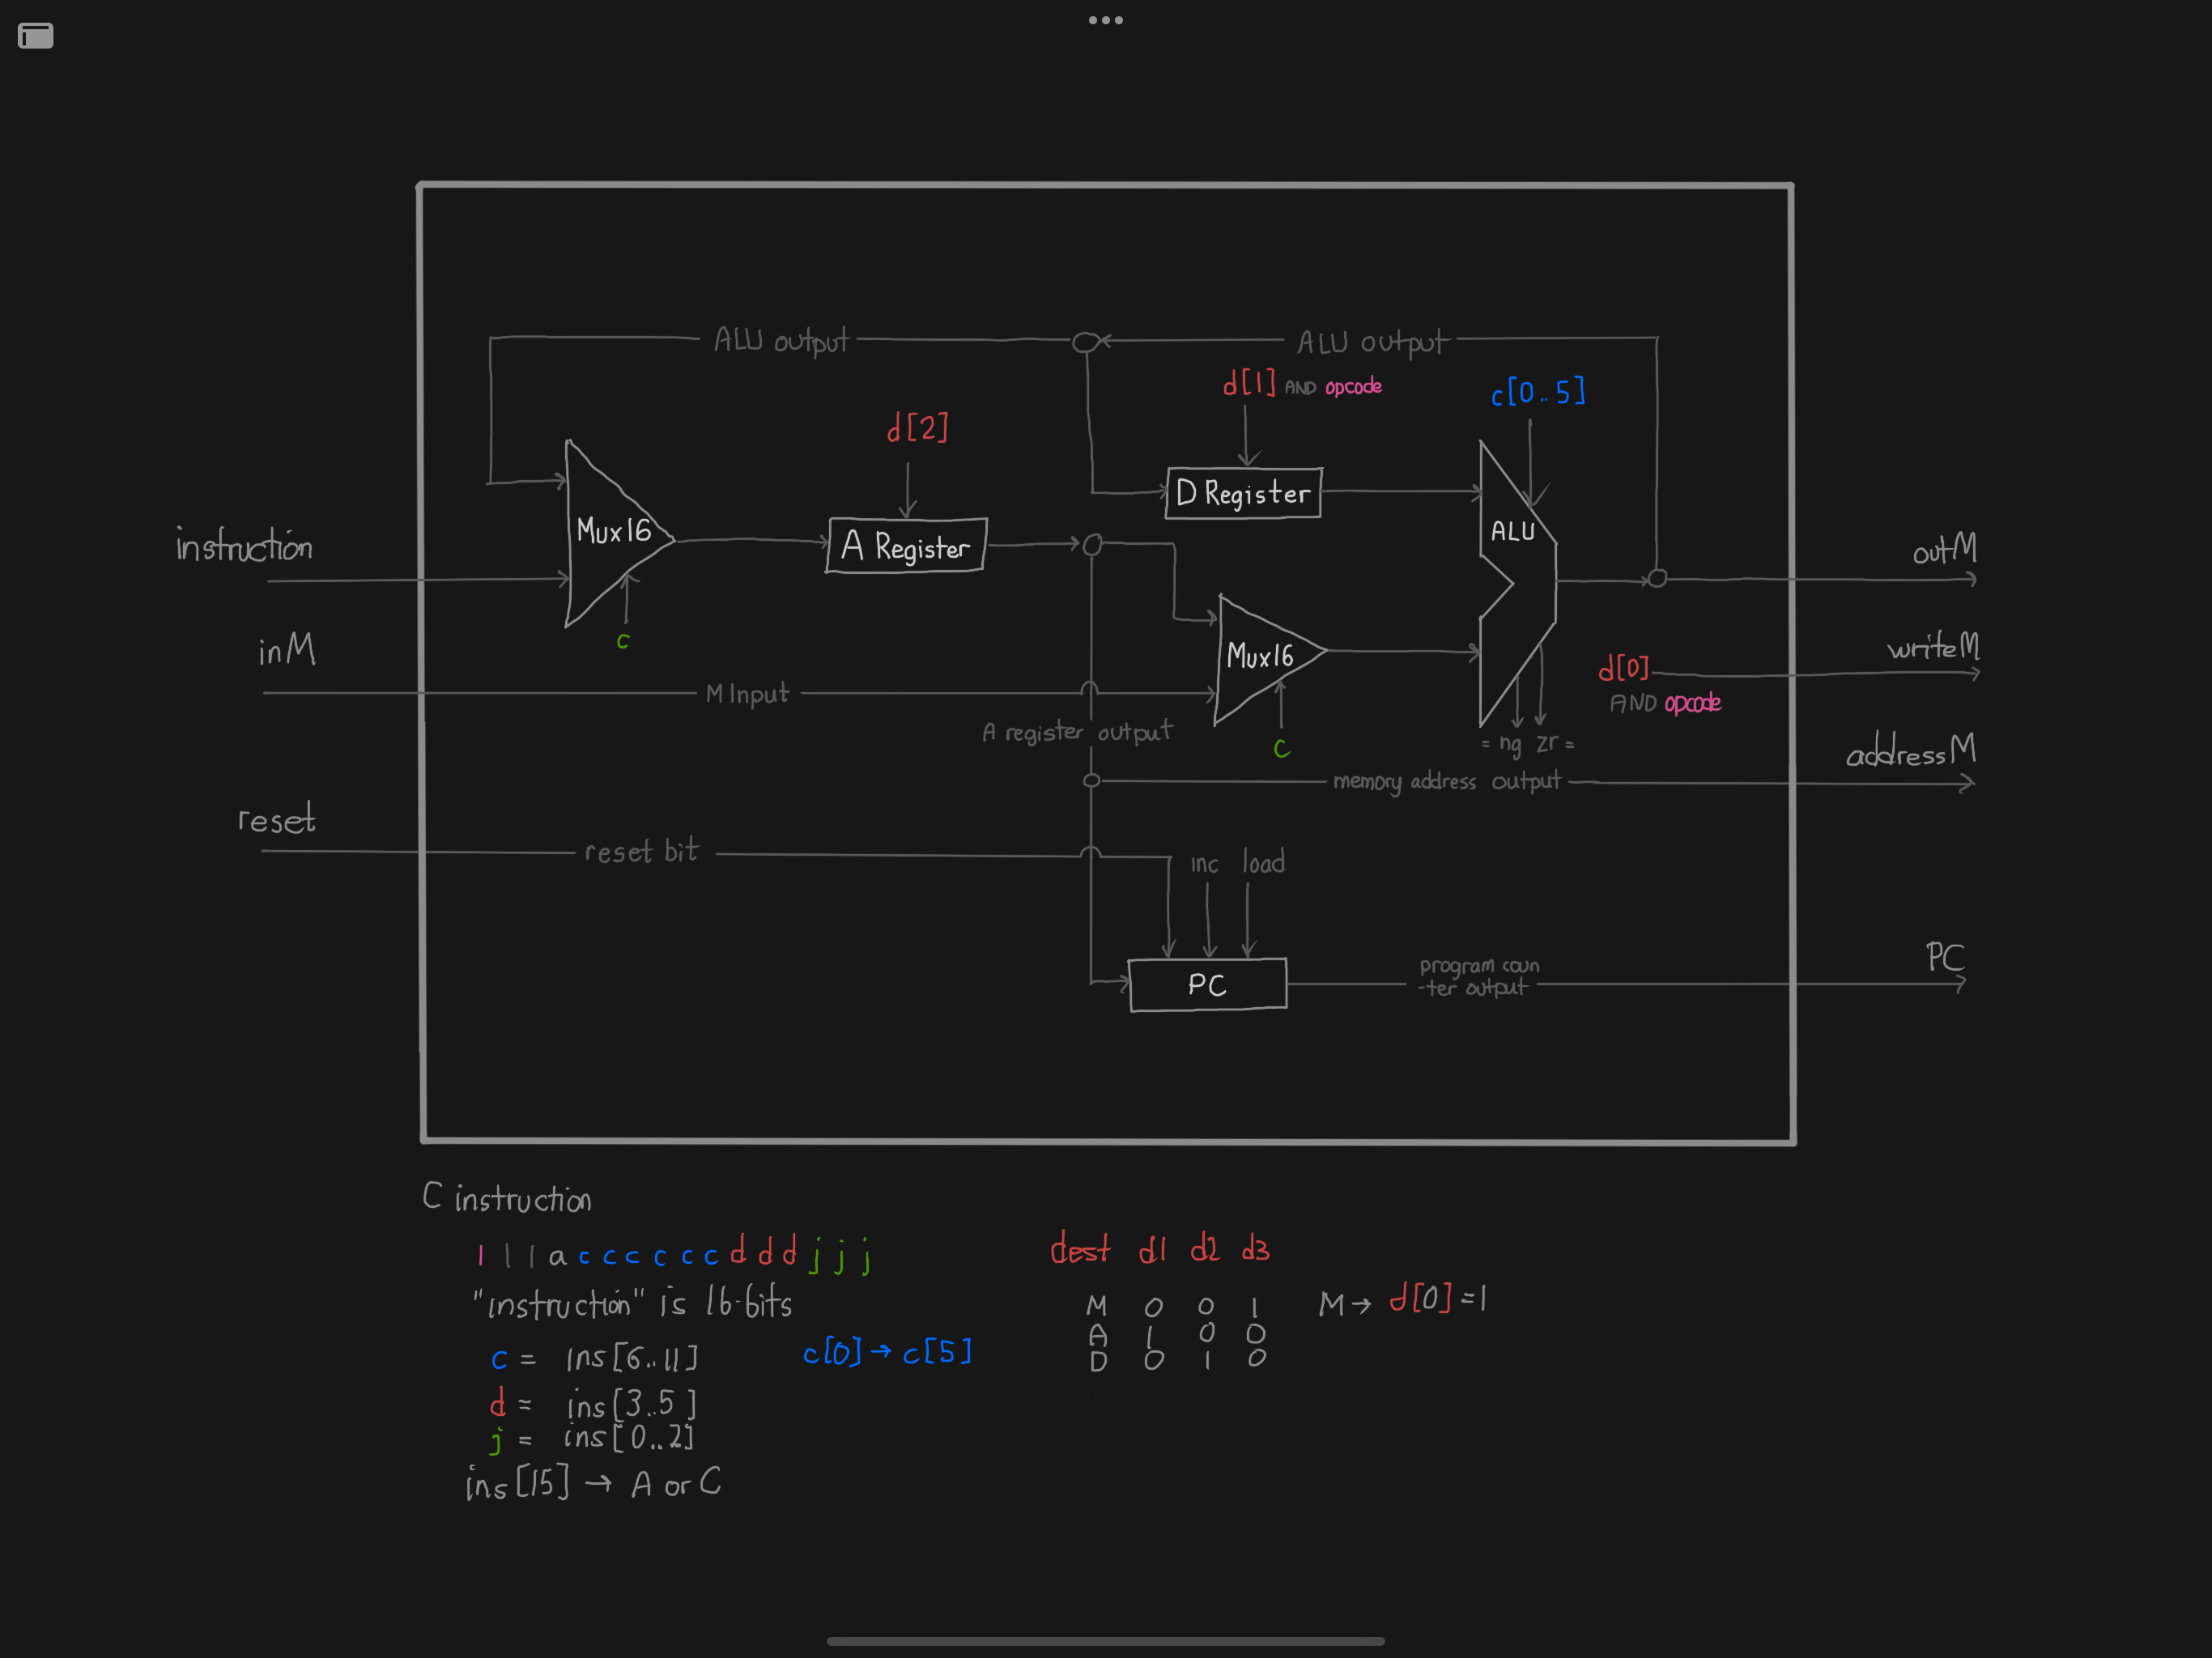 ALU output
ALU output
d[1] AND opcode
c[0..5]
d[2]
Mux16
A Register
D Register
ALU
instruction
outM
c
inM
Mux16
d[0]
AND opcode
writeM
M Input
A register output
c
= ng zr =
addressM
memory address output
reset
reset bit
inc load
PC
program coun
-ter output
PC
C instruction
1 1 1 a c c c c c c d d d j j j
"instruction" is 16-bits
c = ins[6..11]
c[0] → c[5]
d = ins[3..5]
j = ins[0..2]
ins[15] → A or C
dest d1 d2 d3
M 0 0 1
A 1 0 0
D 0 1 0
M → d[0] = 1